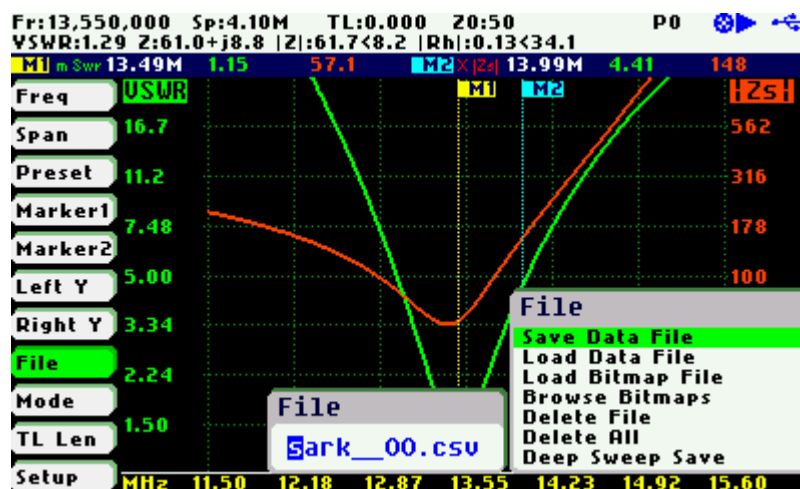 Fr:13,550,000 Sp:4.10M TL:0.000 Z0:50 P0
VSWR:1.29 Z:61.0+j8.8 |Z|:61.7<8.2 |Rh|:0.13<34.1
M1 m Swr 13.49M 1.15 57.1 M2 X |Zs| 13.99M 4.41 148
Freq VSWR M1 M2 |Zs|
Span 16.7 562
Preset 11.2 316
Marker1
Marker2 7.48 178
Left Y 5.00 100
Right Y 3.34
File
Save Data File
Load Data File
Load Bitmap File
Browse Bitmaps
Delete File
Delete All
Deep Sweep Save
File 2.24
Mode
TL Len 1.50
Setup
File
sark__00.csv
MHz 11.50 12.18 12.87 13.55 14.23 14.92 15.60